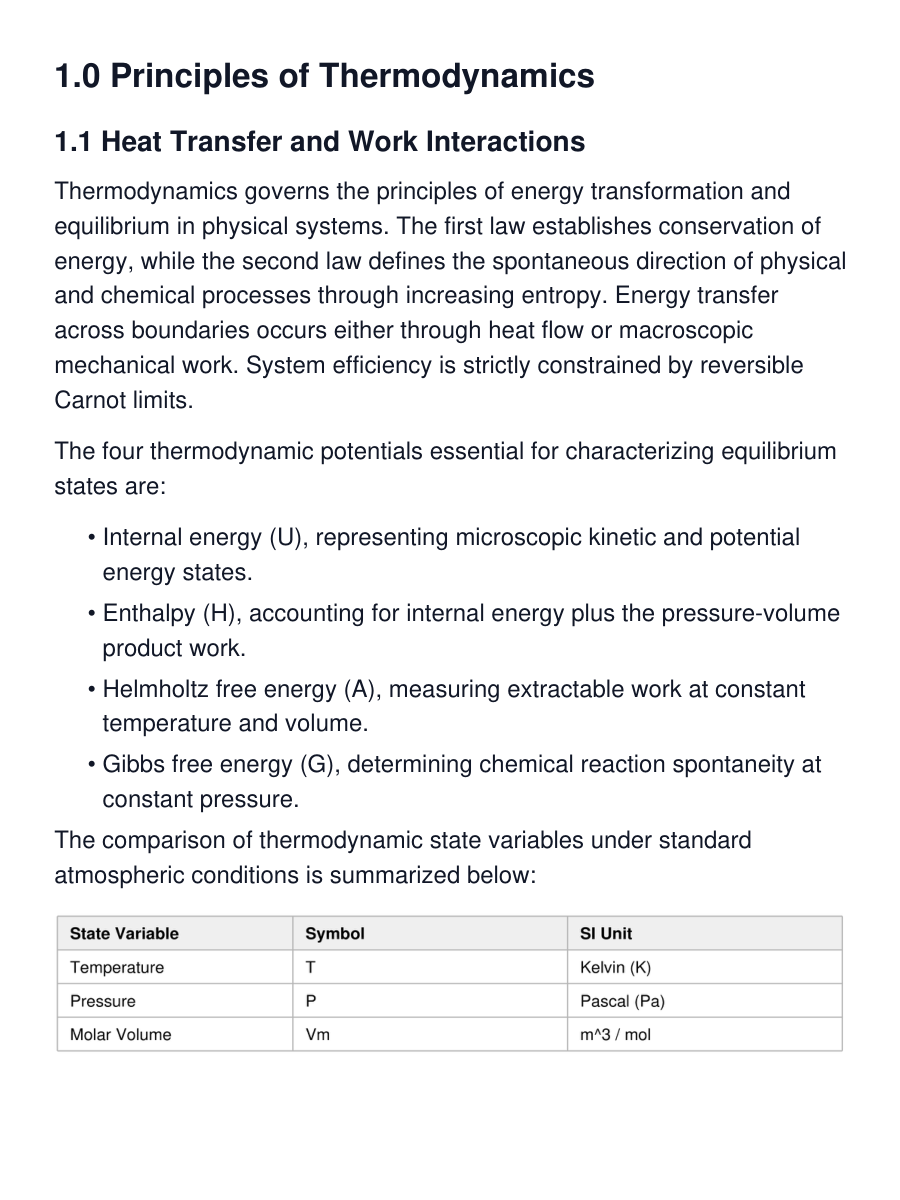 1.0 Principles of Thermodynamics
1.1 Heat Transfer and Work Interactions
Thermodynamics governs the principles of energy transformation and
equilibrium in physical systems. The first law establishes conservation of
energy, while the second law defines the spontaneous direction of physical
and chemical processes through increasing entropy. Energy transfer
across boundaries occurs either through heat flow or macroscopic
mechanical work. System efficiency is strictly constrained by reversible
Carnot limits.
The four thermodynamic potentials essential for characterizing equilibrium
states are:
• Internal energy (U), representing microscopic kinetic and potential
energy states.
• Enthalpy (H), accounting for internal energy plus the pressure-volume
product work.
• Helmholtz free energy (A), measuring extractable work at constant
temperature and volume.
• Gibbs free energy (G), determining chemical reaction spontaneity at
constant pressure.
The comparison of thermodynamic state variables under standard
atmospheric conditions is summarized below:
State Variable Symbol SI Unit
Temperature T Kelvin (K)
Pressure P Pascal (Pa)
Molar Volume Vm m^3 / mol